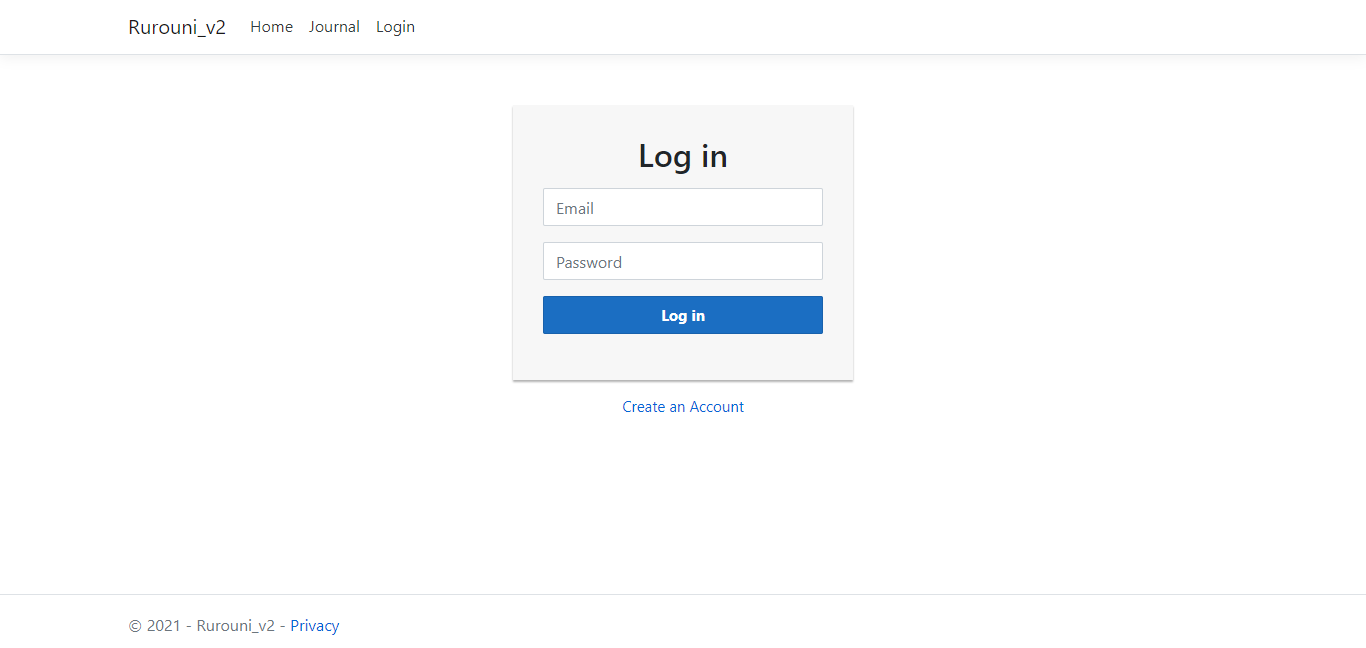 Rurouni_v2 Home Journal Login
Log in
Email
Password
Log in
Create an Account
© 2021 - Rurouni_v2 - Privacy